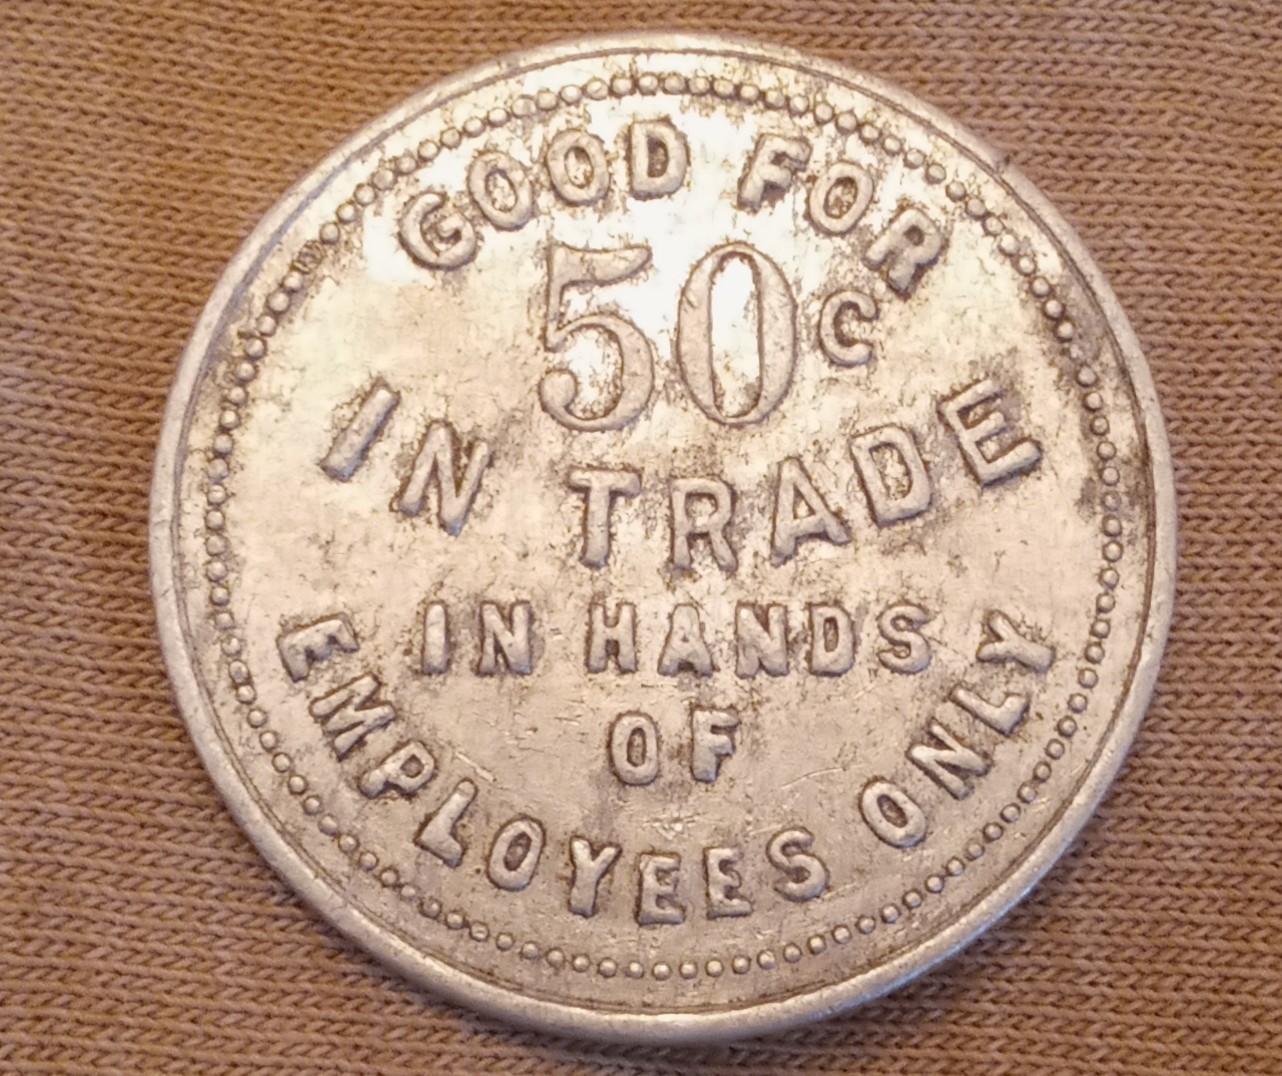 GOOD FOR
50C
IN TRADE
IN HANDS
OF
EMPLOYEES ONLY